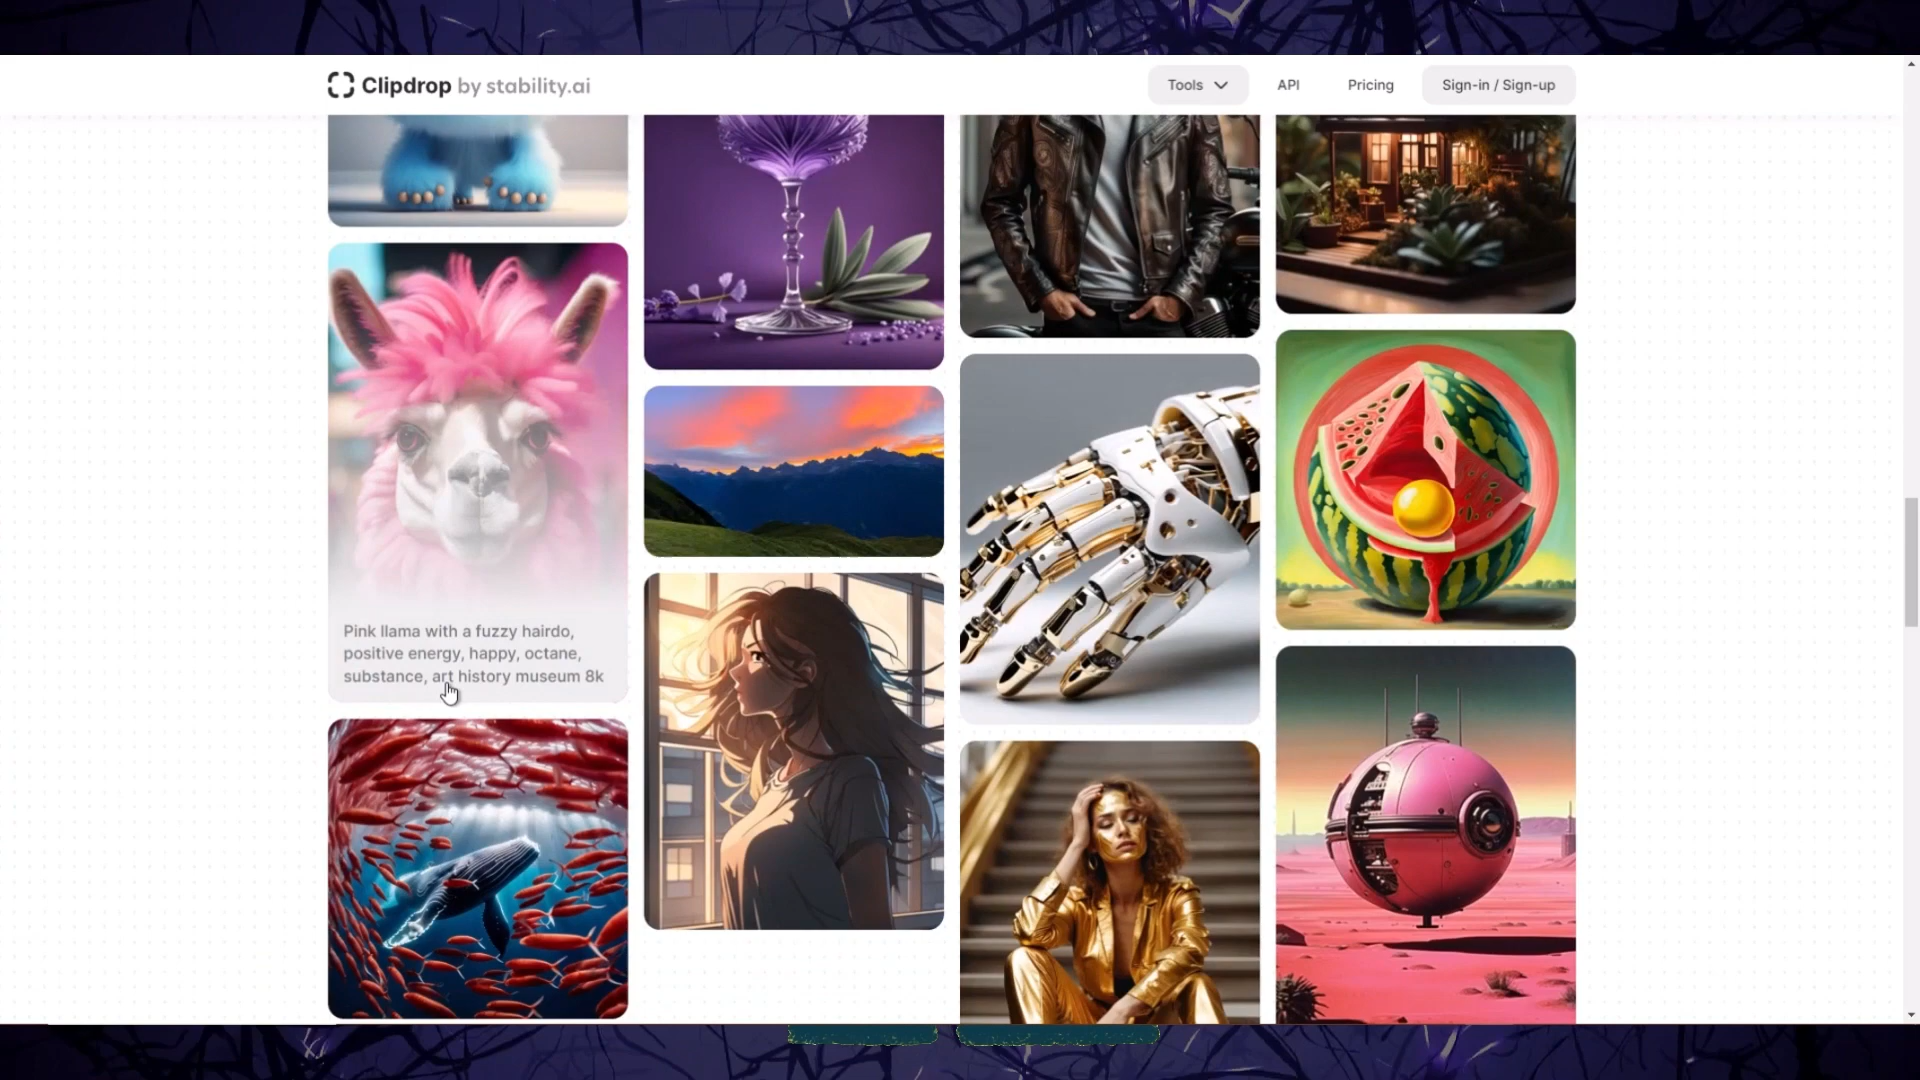 Clipdrop by stability.ai
Tools
API
Pricing
Sign-in / Sign-up
Pink llama with a fuzzy hairdo,
positive energy, happy, octane,
substance, art history museum 8k